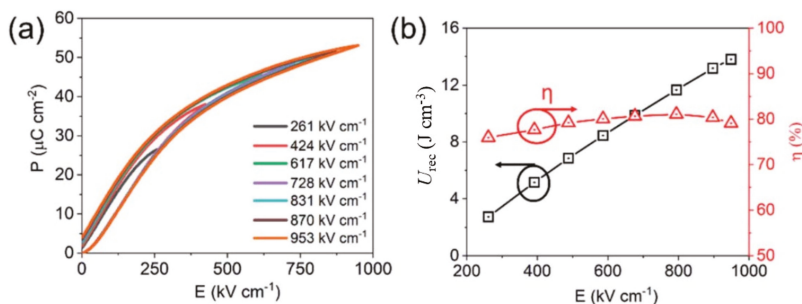 (a)
P (μC cm⁻²)
60
50
40
30
20
10
0
261 kV cm⁻¹
424 kV cm⁻¹
617 kV cm⁻¹
728 kV cm⁻¹
831 kV cm⁻¹
870 kV cm⁻¹
953 kV cm⁻¹
0 250 500 750 1000
E (kV cm⁻¹)
(b)
U_rec (J cm⁻³)
16
12
8
4
0
η
100
90
80
70
60
50
η (%)
200 400 600 800 1000
E (kV cm⁻¹)